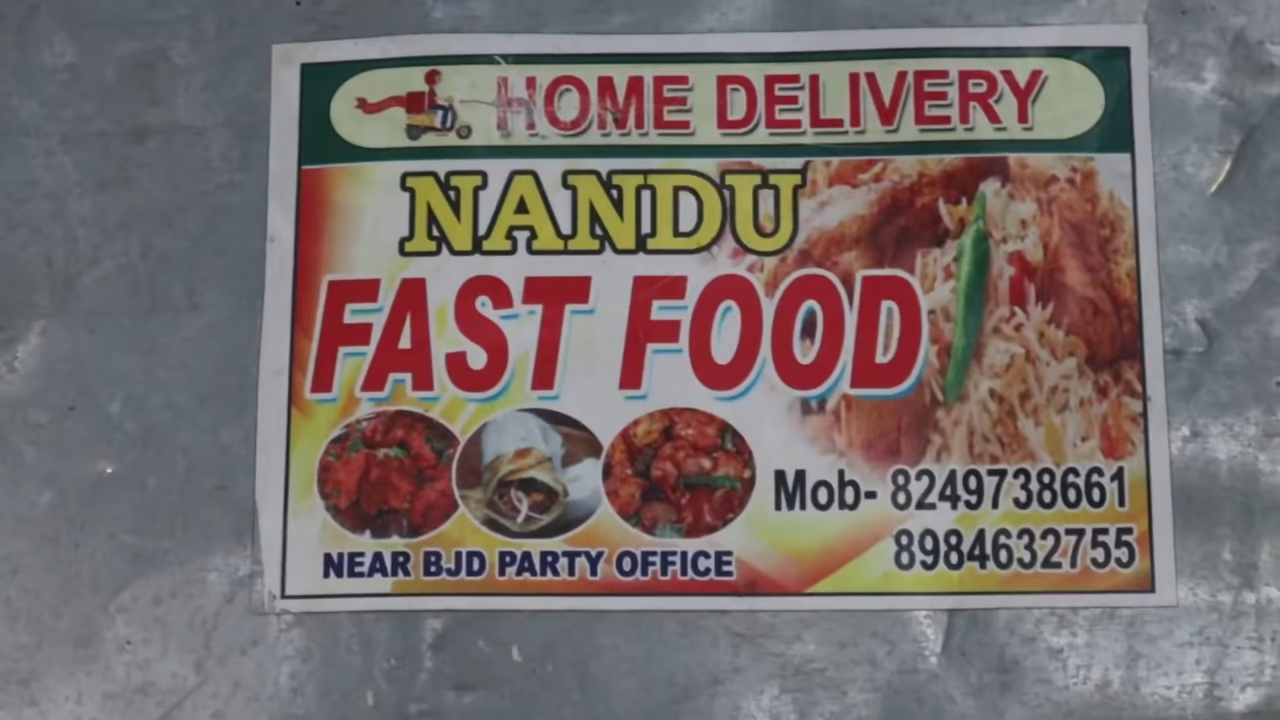 HOME DELIVERY
NANDU
FAST FOOD
Mob- 8249738661
8984632755
NEAR BJD PARTY OFFICE